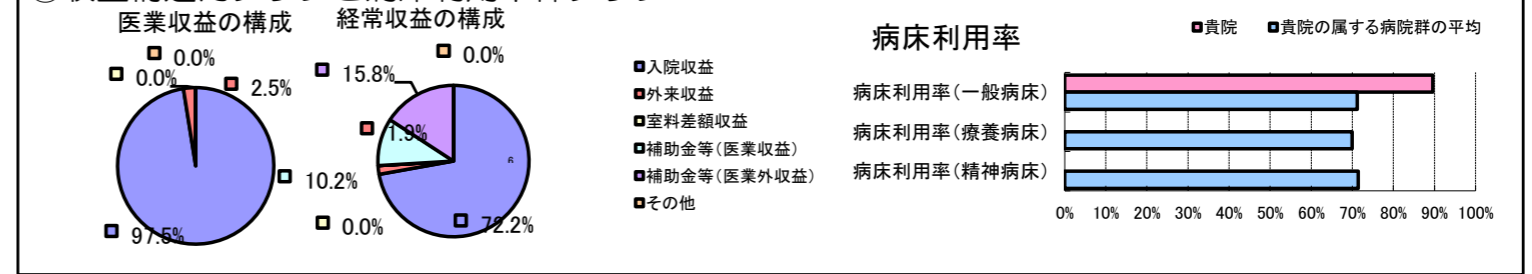 医業収益の構成
0.0%
0.0%
2.5%
97.5%
経常収益の構成
0.0%
15.8%
1.9%
10.2%
0.0%
72.2%
6
入院収益
外来収益
室料差額収益
補助金等(医業収益)
補助金等(医業外収益)
その他
病床利用率
貴院
貴院の属する病院群の平均
病床利用率(一般病床)
病床利用率(療養病床)
病床利用率(精神病床)
0% 10% 20% 30% 40% 50% 60% 70% 80% 90% 100%